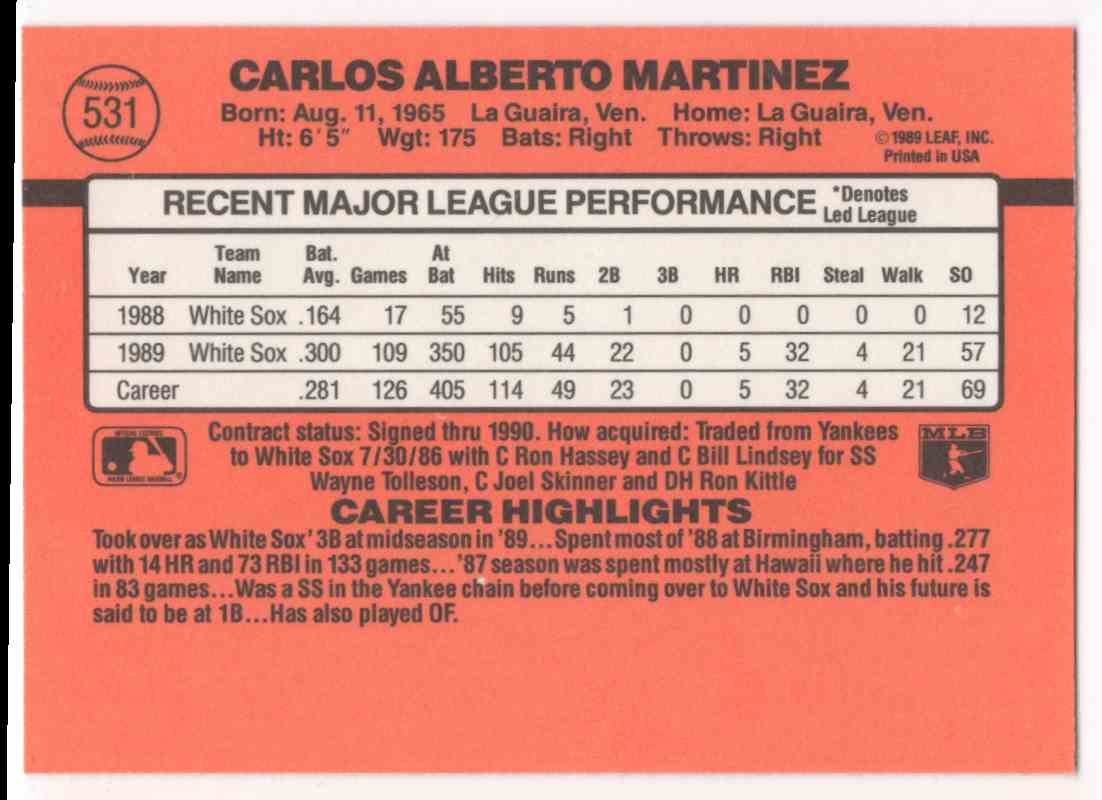 531
CARLOS ALBERTO MARTINEZ
Born: Aug. 11, 1965 La Guaira, Ven. Home: La Guaira, Ven.
Ht: 6'5" Wgt: 175 Bats: Right Throws: Right
© 1989 LEAF, INC.
Printed in USA
RECENT MAJOR LEAGUE PERFORMANCE *Denotes Led League
Year Team Name Bat. Avg. Games At Bat Hits Runs 2B 3B HR RBI Steal Walk SO
1988 White Sox .164 17 55 9 5 1 0 0 0 0 0 12
1989 White Sox .300 109 350 105 44 22 0 5 32 4 21 57
Career .281 126 405 114 49 23 0 5 32 4 21 69
Contract status: Signed thru 1990. How acquired: Traded from Yankees
to White Sox 7/30/86 with C Ron Hassey and C Bill Lindsey for SS
Wayne Tolleson, C Joel Skinner and DH Ron Kittle
MLB
CAREER HIGHLIGHTS
Took over as White Sox' 3B at midseason in '89...Spent most of '88 at Birmingham, batting .277
with 14 HR and 73 RBI in 133 games...'87 season was spent mostly at Hawaii where he hit .247
in 83 games...Was a SS in the Yankee chain before coming over to White Sox and his future is
said to be at 1B...Has also played OF.